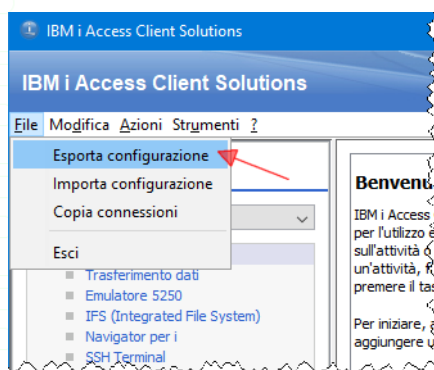 IBM i Access Client Solutions
IBM i Access Client Solutions
File Modifica Azioni Strumenti ?
Esporta configurazione
Importa configurazione
Copia connessioni
Esci
Trasferimento dati
Emulatore 5250
IFS (Integrated File System)
Navigator per i
SSH Terminal
IBM i Access
per l'utilizzo
sull'attività
un'attività,
premere il
Per iniziare,
aggiungere